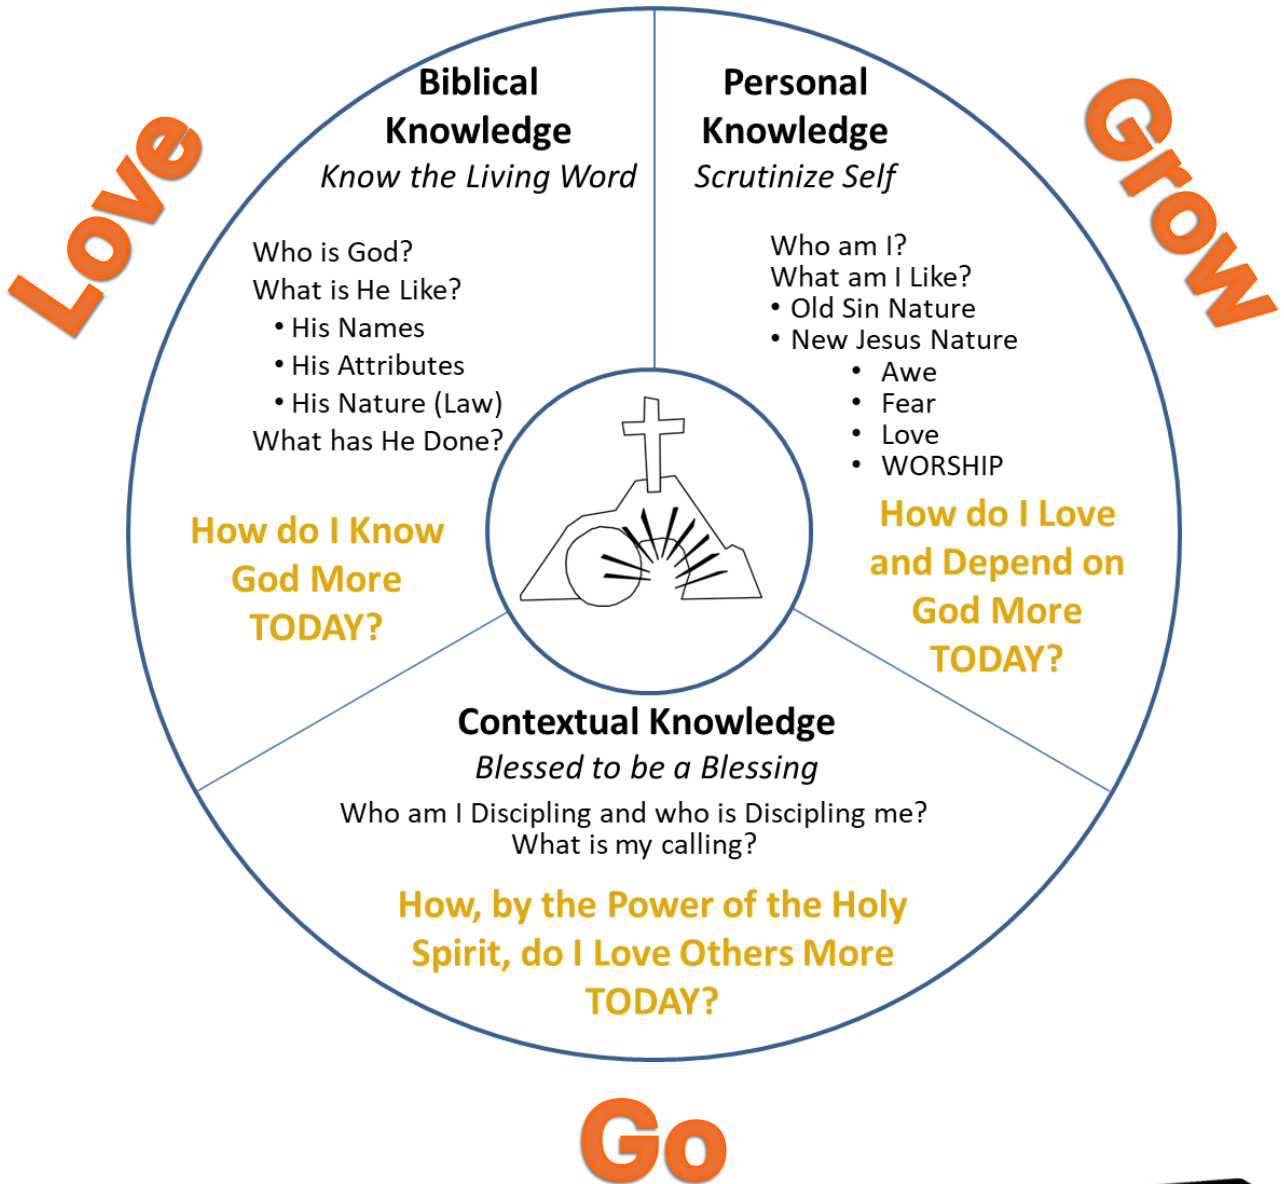 Love
Grow
Biblical
Knowledge
Know the Living Word
Who is God?
What is He Like?
• His Names
• His Attributes
• His Nature (Law)
What has He Done?
How do I Know
God More
TODAY?
Personal
Knowledge
Scrutinize Self
Who am I?
What am I Like?
• Old Sin Nature
• New Jesus Nature
• Awe
• Fear
• Love
• WORSHIP
How do I Love
and Depend on
God More
TODAY?
Contextual Knowledge
Blessed to be a Blessing
Who am I Discipling and who is Discipling me?
What is my calling?
How, by the Power of the Holy
Spirit, do I Love Others More
TODAY?
Go